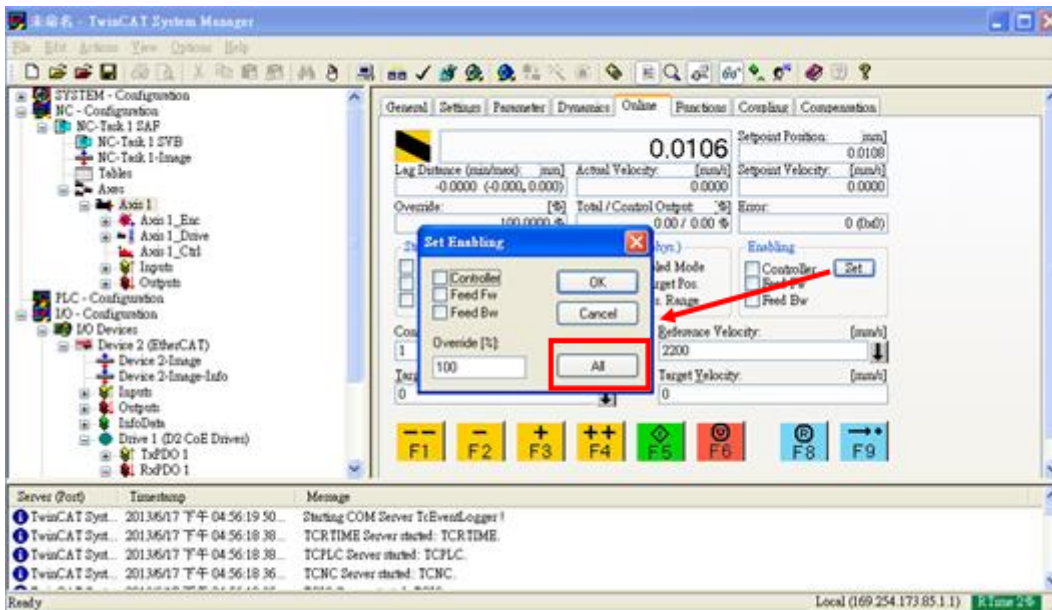 未命名 - TwinCAT System Manager
File Edit Actions View Options Help
SYSTEM - Configuration
NC - Configuration
NC-Task 1 SAF
NC-Task 1 SVB
NC-Task 1-Image
Tables
Axes
Axis 1
Axis 1_Enc
Axis 1_Drive
Axis 1_Ctrl
Inputs
Outputs
PLC - Configuration
I/O - Configuration
I/O Devices
Device 2 (EtherCAT)
Device 2-Image
Device 2-Image-Info
Inputs
Outputs
InfoData
Drive 1 (D2 CoE Drives)
TxPDO 1
RxPDO 1
General Settings Parameter Dynamics Online Functions Coupling Compensation
0.0106
Setpoint Position: mm]
0.0108
Lag Distance (min/max): mm] Actual Velocity: [mm/s] Setpoint Velocity: [mm/s]
-0.0000 (-0.000, 0.000) 0.0000 0.0000
Override: [%] Total / Control Output: [%] Error:
100.0000 % 0.00 / 0.00 % 0 (0x0)
Enabling
Controller Set
Feed Fw
Feed Bw
Set Enabling
Controller
Feed Fw
Feed Bw
OK
Cancel
Override [%]:
100
All
Reference Velocity: [mm/s]
1 2200
Target Velocity: [mm/s]
0 0
-- F1
- F2
+ F3
++ F4
F5
F6
R F8
F9
Server (Port) Timestamp Message
TwinCAT Syst... 2013/6/17 下午 04:56:19 50... Starting COM Server TcEventLogger !
TwinCAT Syst... 2013/6/17 下午 04:56:18 38... TCRTIME Server started: TCRTIME.
TwinCAT Syst... 2013/6/17 下午 04:56:18 38... TCPLC Server started: TCPLC.
TwinCAT Syst... 2013/6/17 下午 04:56:18 36... TCNC Server started: TCNC.
Ready Local (169.254.173.85.1.1) RTime 2%